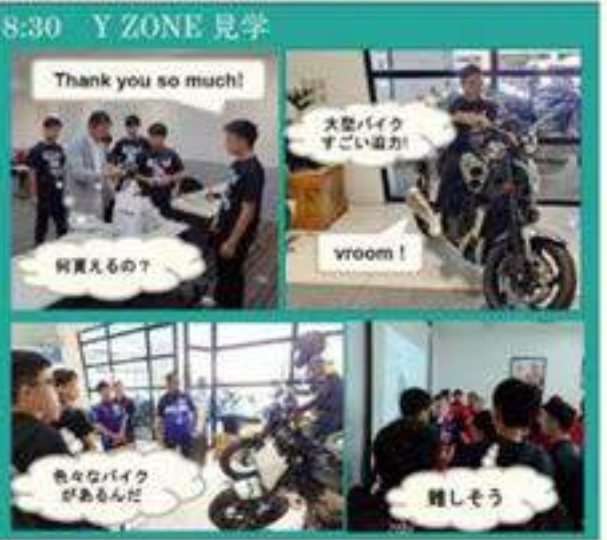 8:30 Y ZONE 見学
Thank you so much!
大型バイク
すごい迫力!
何買えるの？
vroom !
色々なバイク
があるんだ
難しそう